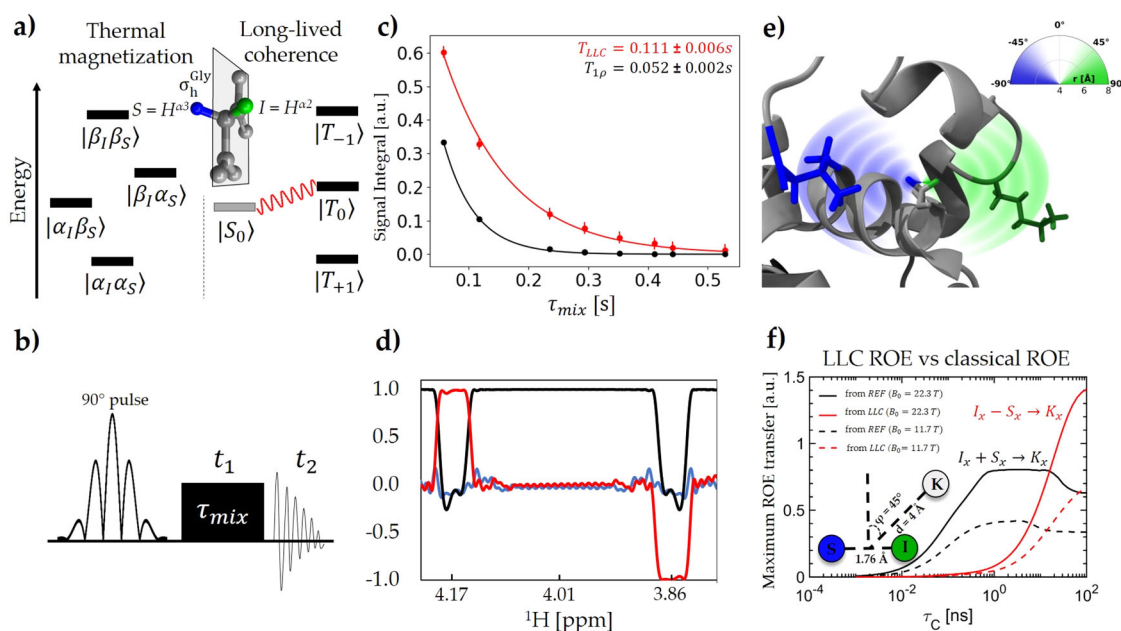 a)
Thermal
magnetization
Long-lived
coherence
σ_h^Gly
S = H^α3
I = H^α2
Energy
|β_I β_S⟩
|β_I α_S⟩
|α_I β_S⟩
|α_I α_S⟩
|T_−1⟩
|T_0⟩
|S_0⟩
|T_+1⟩
b)
90° pulse
t_1
t_2
τ_mix
c)
T_LLC = 0.111 ± 0.006s
T_1ρ = 0.052 ± 0.002s
Signal Integral [a.u.]
0.6
0.5
0.4
0.3
0.2
0.1
0.0
0.1 0.2 0.3 0.4 0.5
τ_mix [s]
d)
1.0
0.5
0
-0.5
-1.0
4.17 4.01 3.86
¹H [ppm]
e)
0°
-45° 45°
-90° r [Å] 90°
4 6 8
f)
LLC ROE vs classical ROE
Maximum ROE transfer [a.u.]
1.5
1
0.5
0
from REF (B_0 = 22.3 T)
from LLC (B_0 = 22.3 T)
from REF (B_0 = 11.7 T)
from LLC (B_0 = 11.7 T)
I_x − S_x → K_x
I_x + S_x → K_x
K
φ = 45°
d = 4 Å
S
I
1.76 Å
10^-4 10^-2 10^0 10^2
τ_C [ns]